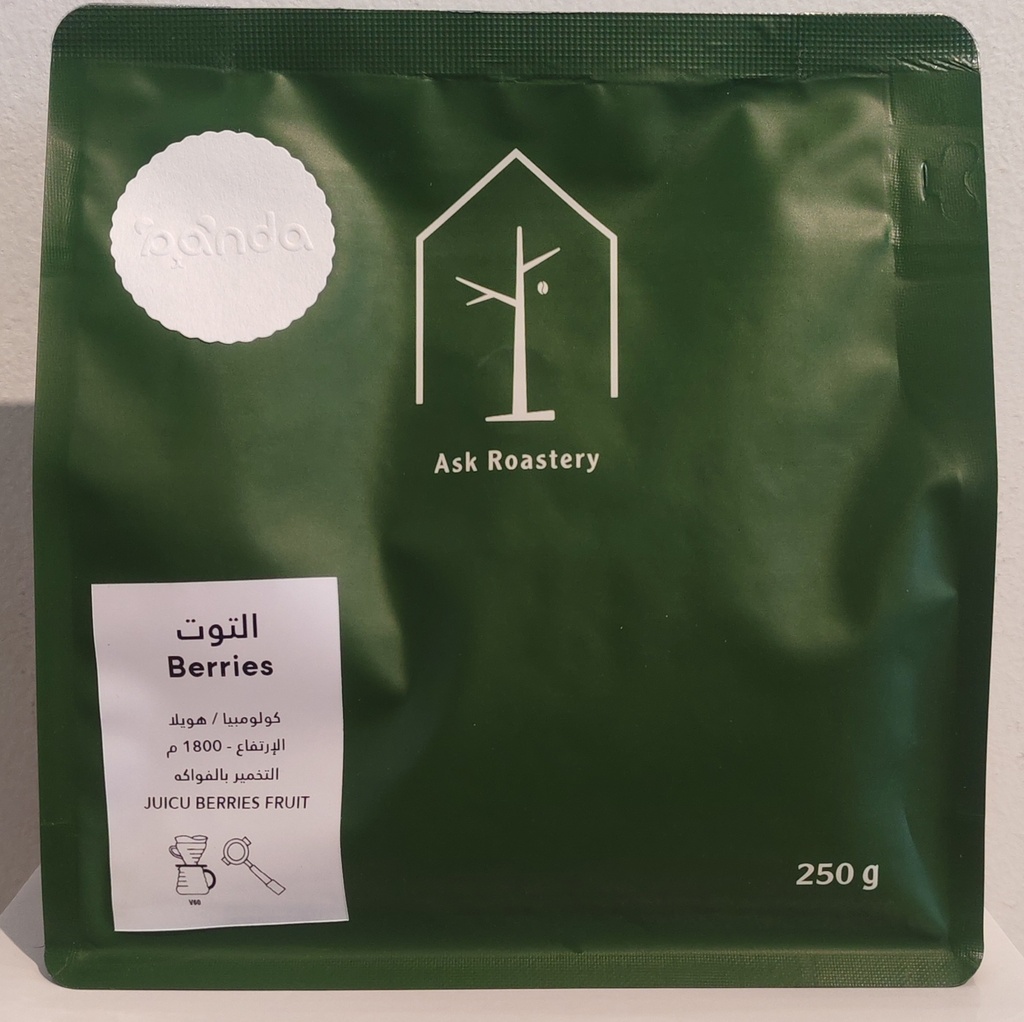 panda
Ask Roastery
التوت
Berries
كولومبيا / هويلا
الإرتفاع - 1800 م
التخمير بالفواكه
JUICU BERRIES FRUIT
V60
250 g